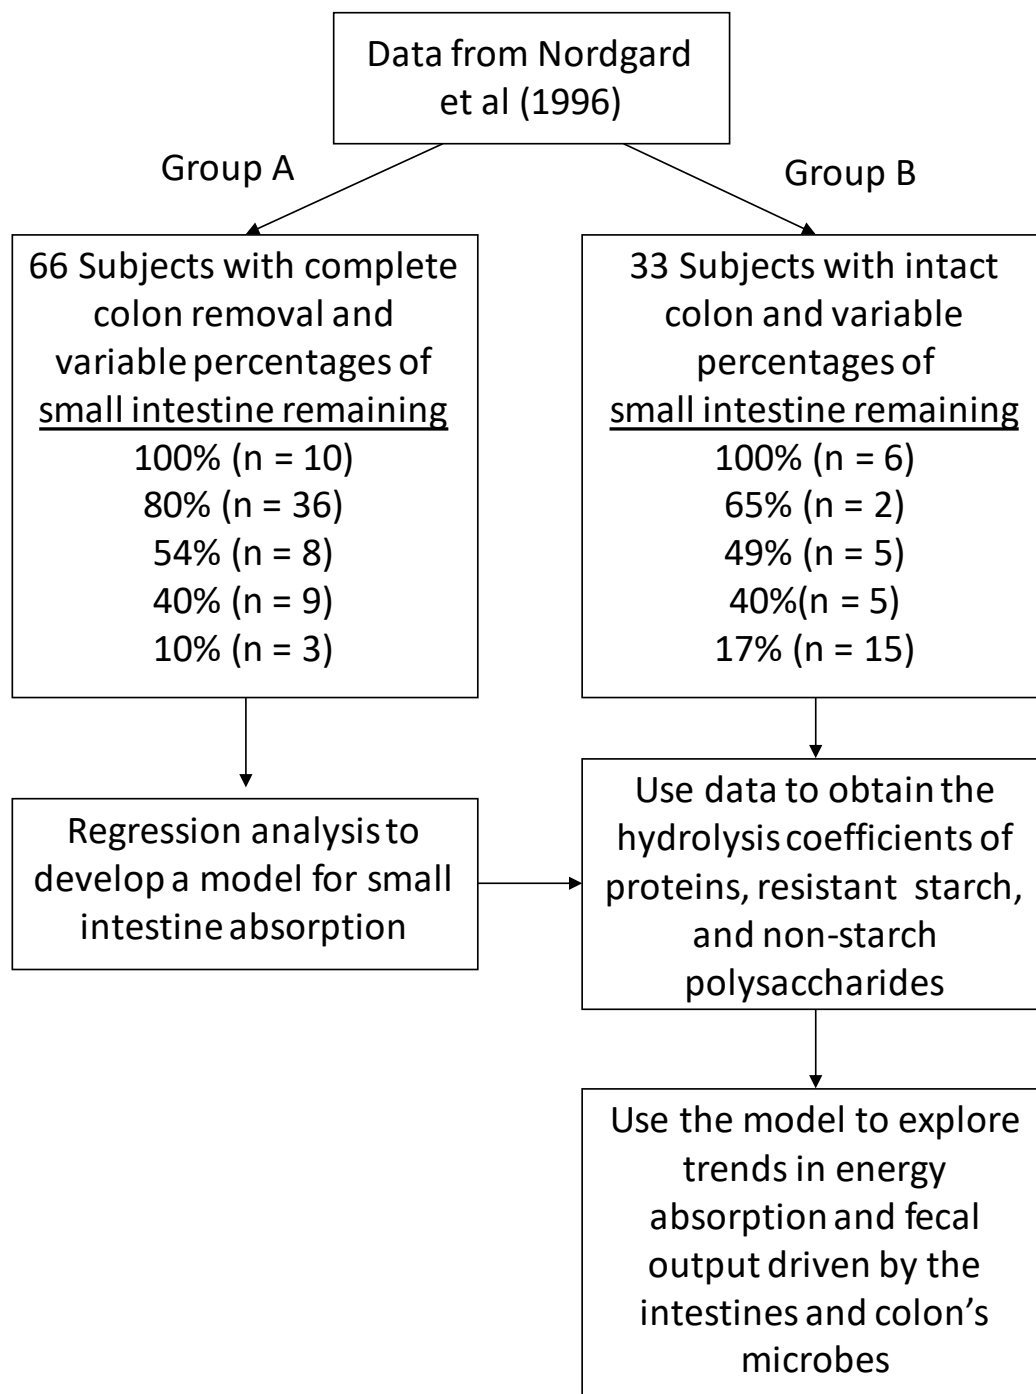 Data from Nordgard
et al (1996)
Group A
Group B
66 Subjects with complete
colon removal and
variable percentages of
small intestine remaining
100% (n = 10)
80% (n = 36)
54% (n = 8)
40% (n = 9)
10% (n = 3)
33 Subjects with intact
colon and variable
percentages of
small intestine remaining
100% (n = 6)
65% (n = 2)
49% (n = 5)
40%(n = 5)
17% (n = 15)
Regression analysis to
develop a model for small
intestine absorption
Use data to obtain the
hydrolysis coefficients of
proteins, resistant starch,
and non-starch
polysaccharides
Use the model to explore
trends in energy
absorption and fecal
output driven by the
intestines and colon’s
microbes